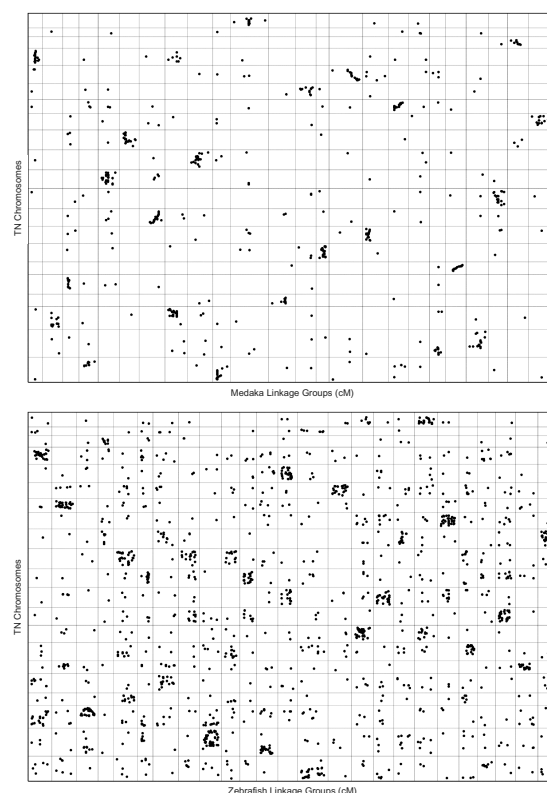 TN Chromosomes
Medaka Linkage Groups (cM)
TN Chromosomes
Zebrafish Linkage Groups (cM)